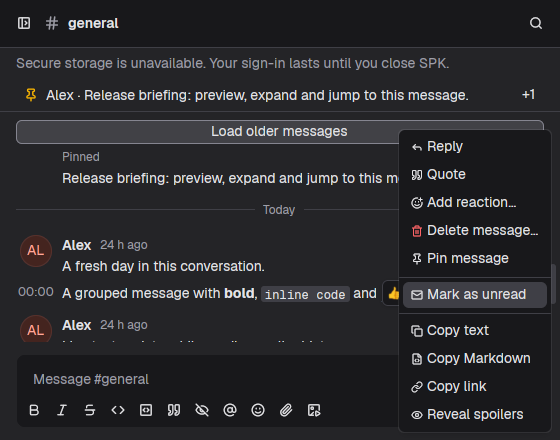 # general
Secure storage is unavailable. Your sign-in lasts until you close SPK.
Alex · Release briefing: preview, expand and jump to this message.
+1
Load older messages
Pinned
Release briefing: preview, expand and jump to this m
Today
AL
Alex 24 h ago
A fresh day in this conversation.
00:00 A grouped message with bold, inline code and 👍
AL
Alex 24 h ago
Message #general
Reply
Quote
Add reaction…
Delete message…
Pin message
Mark as unread
Copy text
Copy Markdown
Copy link
Reveal spoilers